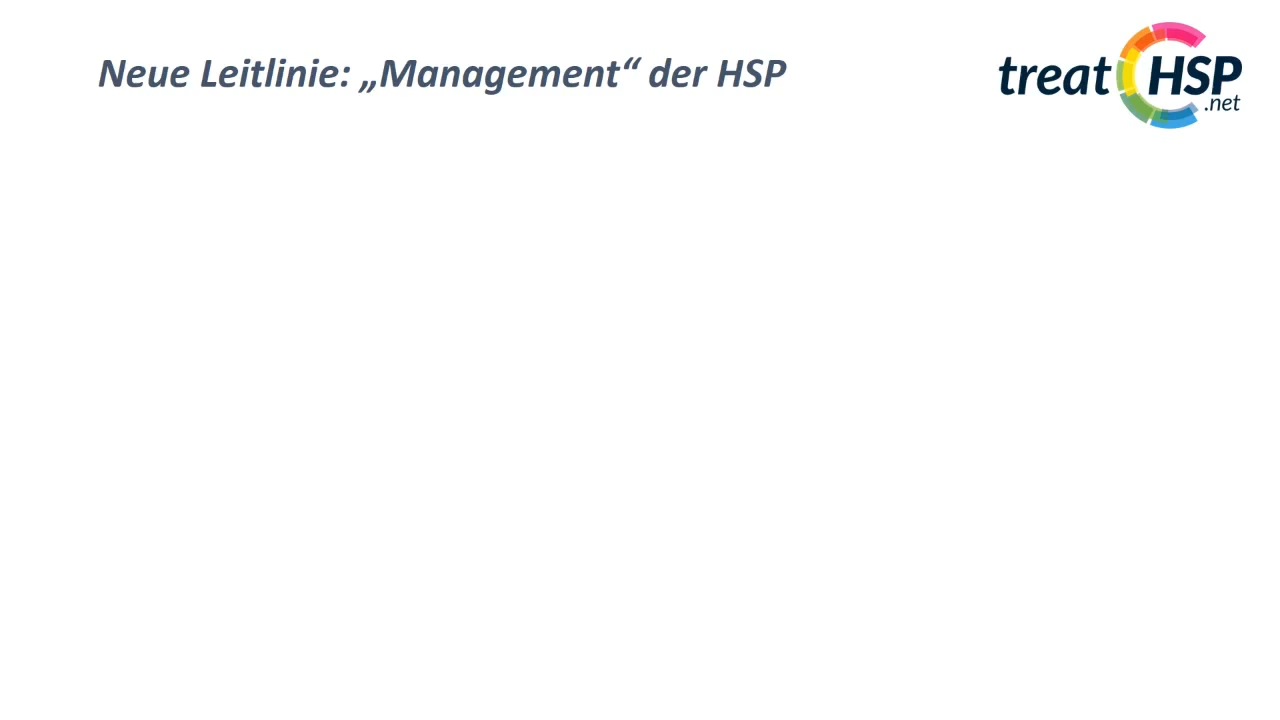 Neue Leitlinie: „Management“ der HSP
treat HSP
.net